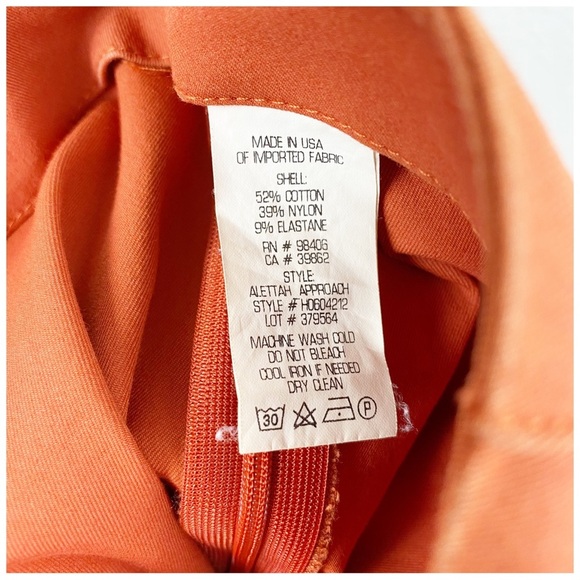 MADE IN USA
OF IMPORTED FABRIC
SHELL:
52% COTTON
39% NYLON
9% ELASTANE
RN # 98406
CA # 39862
STYLE:
ALETTAH APPROACH
STYLE # H0604212
LOT # 379564
MACHINE WASH COLD
DO NOT BLEACH
COOL IRON IF NEEDED
DRY CLEAN
30 P